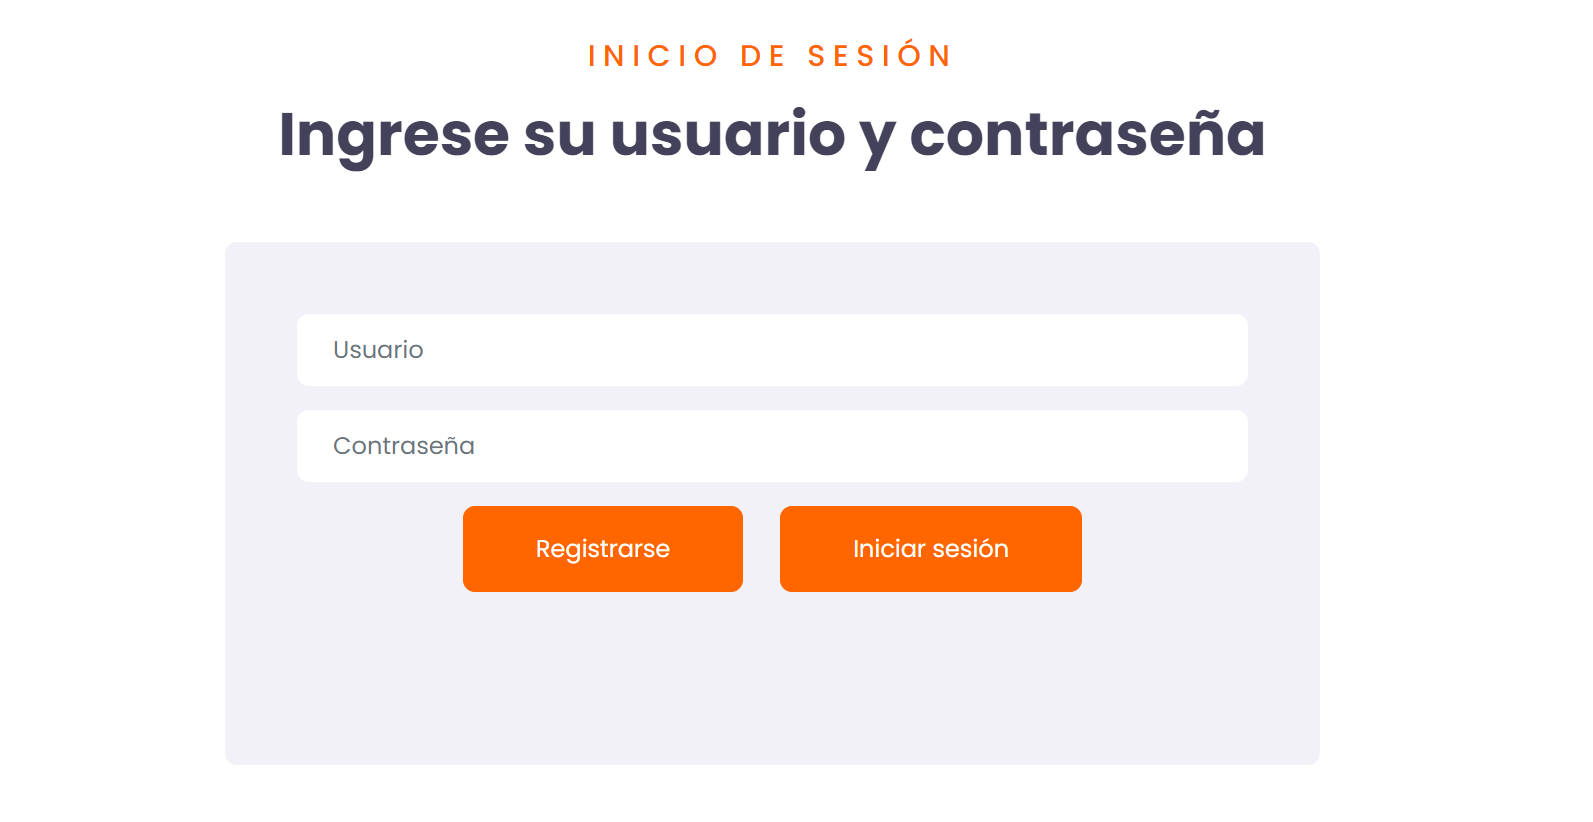 INICIO DE SESIÓN
Ingrese su usuario y contraseña
Usuario
Contraseña
Registrarse Iniciar sesión